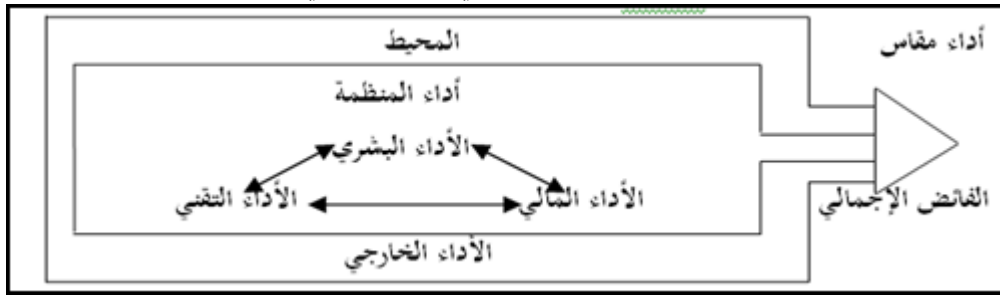 المحيط
أداء مقاس
أداء المنظمة
الأداء البشري
الأداء المالي
الأداء التقني
الفائض الإجمالي
الأداء الخارجي